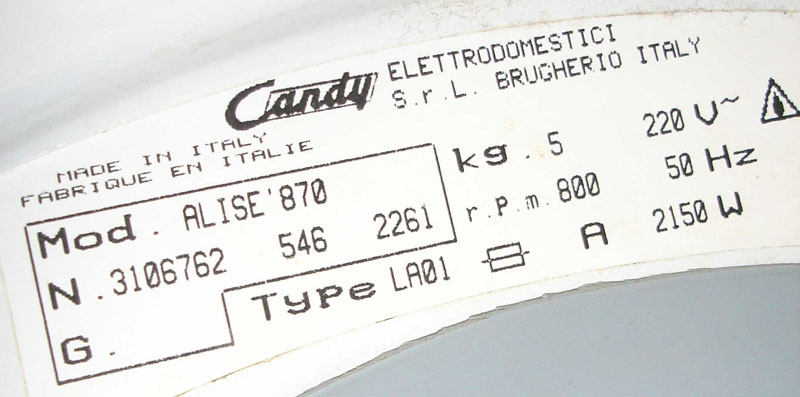 Candy ELETTRODOMESTICI
S.r.L. BRUGHERIO ITALY
MADE IN ITALY
FABRIQUE EN ITALIE
Mod. ALISE'870
N. 3106762 546 2261
G.
Type LA01
kg. 5 220 V~
r.P.m. 800 50 Hz
A 2150 W